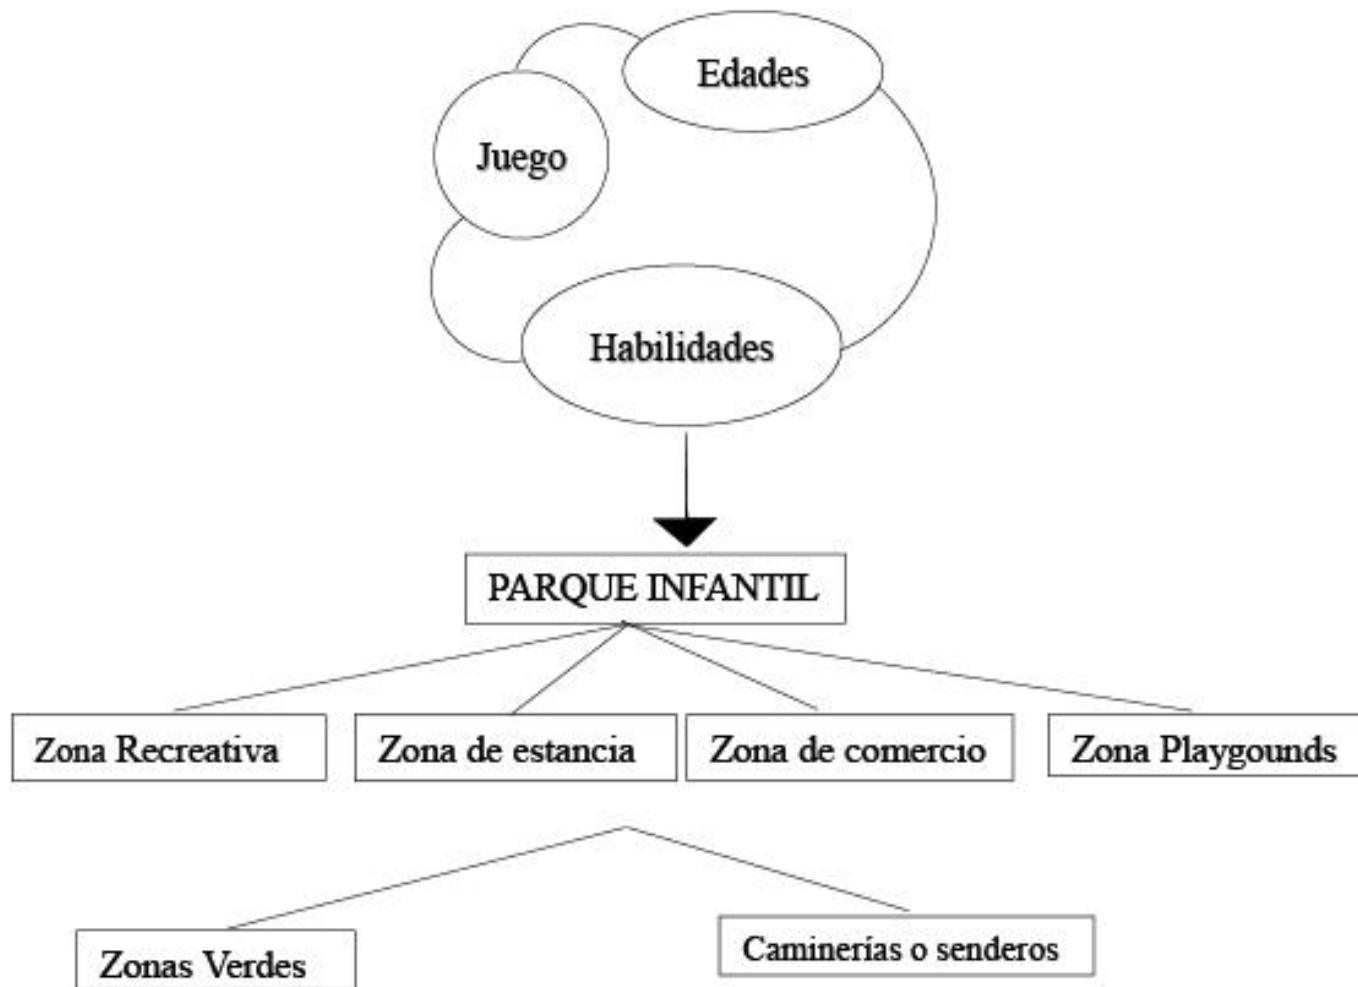 Edades
Juego
Habilidades
PARQUE INFANTIL
Zona Recreativa
Zona de estancia
Zona de comercio
Zona Playgounds
Zonas Verdes
Caminerías o senderos